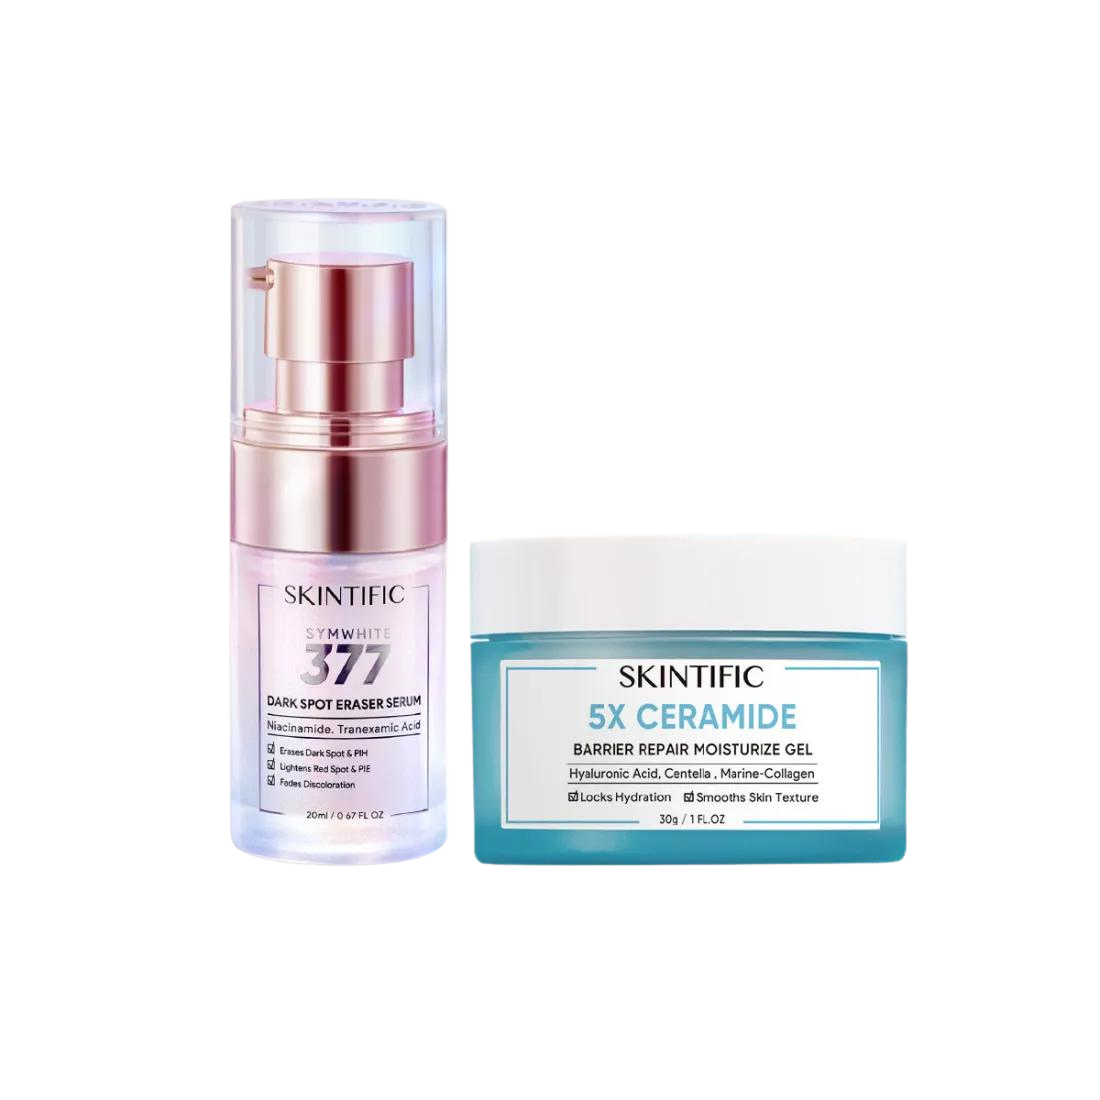 SKINTIFIC
SYMWHITE
377
DARK SPOT ERASER SERUM
Niacinamide. Tranexamic Acid
Erases Dark Spot & PIH
Lightens Red Spot & PIE
Fades Discoloration
20ml / 0 67 FL OZ
SKINTIFIC
5X CERAMIDE
BARRIER REPAIR MOISTURIZE GEL
Hyaluronic Acid, Centella , Marine-Collagen
Locks Hydration Smooths Skin Texture
30g / 1 FL.OZ